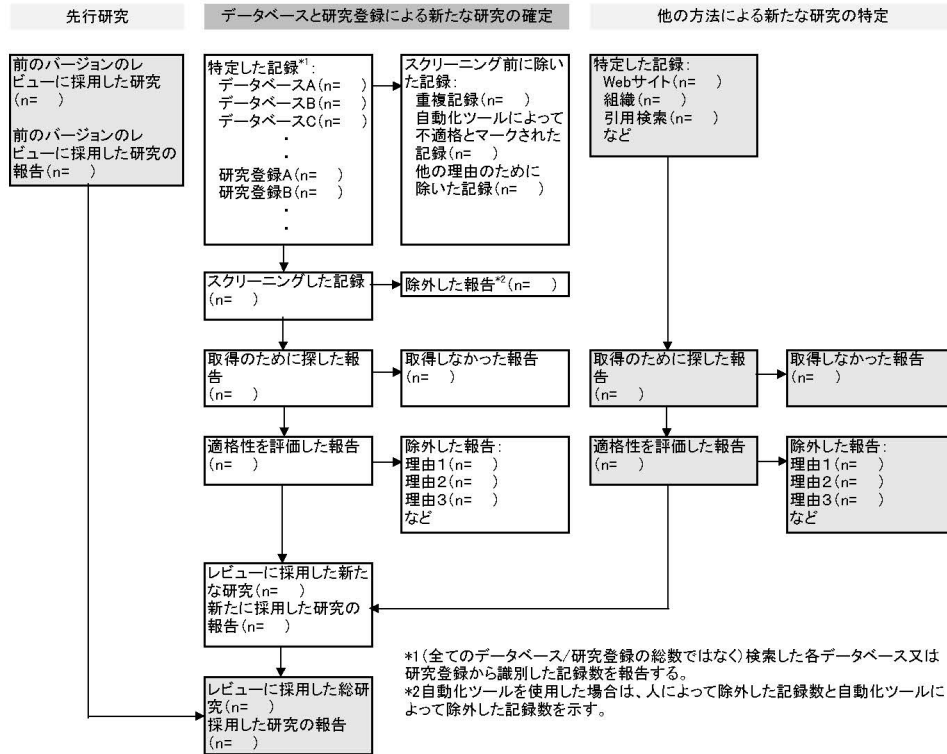 先行研究
データベースと研究登録による新たな研究の確定
他の方法による新たな研究の特定
前のバージョンのレ
ビューに採用した研究
(n=　)
前のバージョンのレ
ビューに採用した研究の
報告(n=　)
特定した記録*1:
データベースA(n=　)
データベースB(n=　)
データベースC(n=　)
・
・
研究登録A(n=　)
研究登録B(n=　)
・
・
スクリーニング前に除い
た記録:
重複記録(n=　)
自動化ツールによって
不適格とマークされた
記録(n=　)
他の理由のために
除いた記録(n=　)
特定した記録:
Webサイト(n=　)
組織(n=　)
引用検索(n=　)
など
スクリーニングした記録
(n=　)
除外した報告*2(n=　)
取得のために探した報
告
(n=　)
取得しなかった報告
(n=　)
取得のために探した報
告
(n=　)
取得しなかった報告
(n=　)
適格性を評価した報告
(n=　)
除外した報告:
理由1(n=　)
理由2(n=　)
理由3(n=　)
など
適格性を評価した報告
(n=　)
除外した報告:
理由1(n=　)
理由2(n=　)
理由3(n=　)
など
レビューに採用した新た
な研究(n=　)
新たに採用した研究の
報告(n=　)
レビューに採用した総研
究(n=　)
採用した研究の報告
(n=　)
*1(全てのデータベース/研究登録の総数ではなく)検索した各データベース又は
研究登録から識別した記録数を報告する。
*2自動化ツールを使用した場合は、人によって除外した記録数と自動化ツールに
よって除外した記録数を示す。